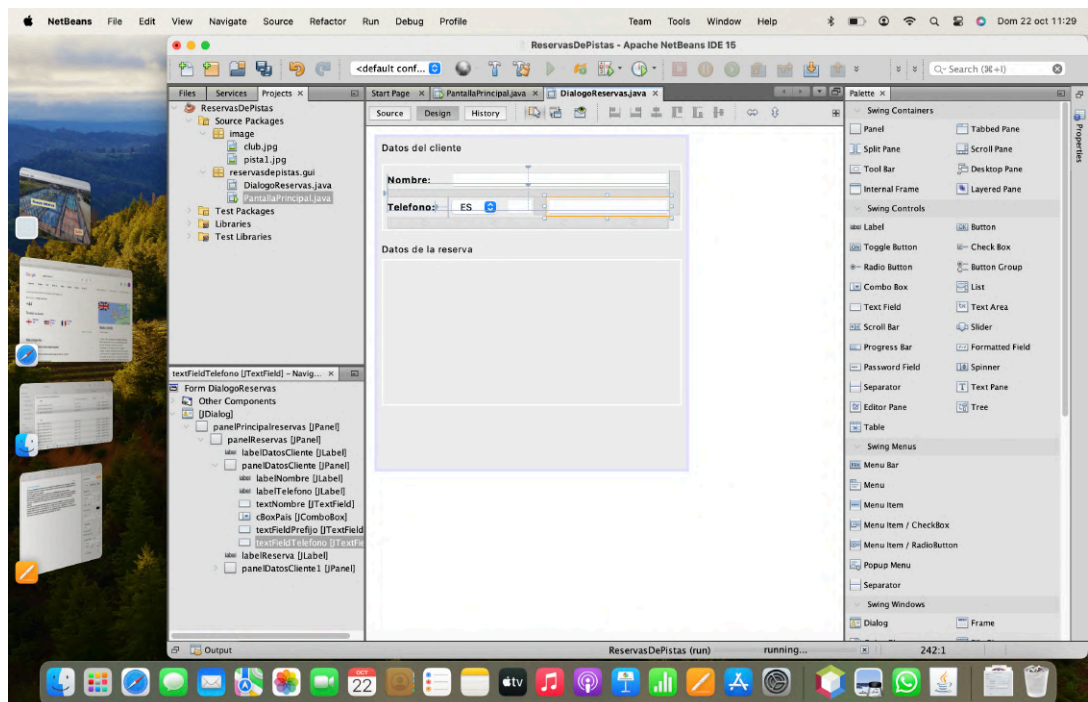 NetBeans File Edit View Navigate Source Refactor Run Debug Profile Team Tools Window Help Dom 22 oct 11:29
ReservasDePistas - Apache NetBeans IDE 15
<default conf... Search (⌘+I)
Files Services Projects × Start Page × PantallaPrincipal.java × DialogoReservas.java × Palette ×
ReservasDePistas
Source Packages
image
club.jpg
pista1.jpg
reservasdepistas.gui
DialogoReservas.java
PantallaPrincipal.java
Test Packages
Libraries
Test Libraries
textFieldTelefono [JTextField] - Navig... ×
Form DialogoReservas
Other Components
[JDialog]
panelPrincipalreservas [JPanel]
panelReservas [JPanel]
labelDatosCliente [JLabel]
panelDatosCliente [JPanel]
labelNombre [JLabel]
labelTelefono [JLabel]
textNombre [JTextField]
cBoxPais [JComboBox]
textFieldPrefijo [JTextField
textFieldTelefono [JTextFie
labelReserva [JLabel]
panelDatosCliente1 [JPanel]
Source Design History
Datos del cliente
Nombre:
Telefono: ES
Datos de la reserva
Swing Containers
Panel Tabbed Pane
Split Pane Scroll Pane
Tool Bar Desktop Pane
Internal Frame Layered Pane
Swing Controls
label Label OK Button
ON Toggle Button Check Box
Radio Button Button Group
Combo Box List
Text Field Text Area
Scroll Bar Slider
Progress Bar Formatted Field
Password Field Spinner
Separator Text Pane
Editor Pane Tree
Table
Swing Menus
Menu Bar
Menu
Menu Item
Menu Item / CheckBox
Menu Item / RadioButton
Popup Menu
Separator
Swing Windows
Dialog Frame
Properties
Output ReservasDePistas (run) running... 242:1
OCT
22
tv